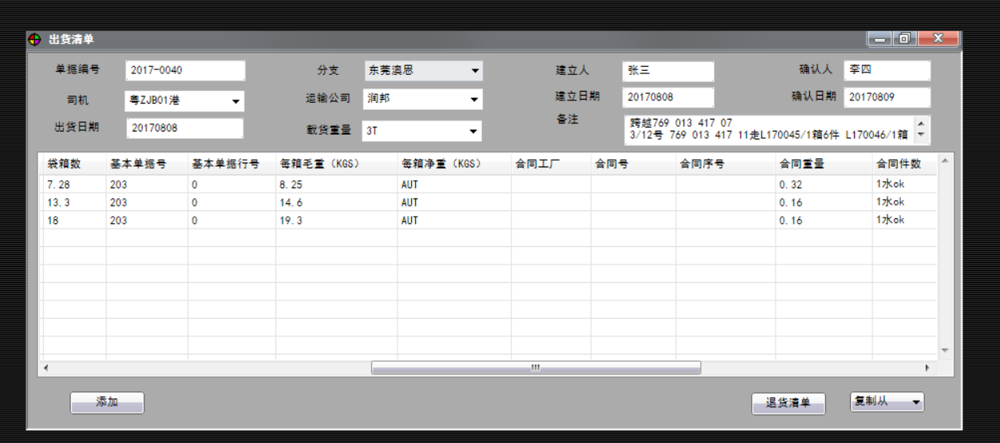 出货清单
单据编号 2017-0040 分支 东莞澳恩 建立人 张三 确认人 李四
司机 粤ZJB01港 运输公司 润邦 建立日期 20170808 确认日期 20170809
出货日期 20170808 载货重量 3T 备注 跨越769 013 417 07
3/12号 769 013 417 11走L170045/1箱6件 L170046/1箱
袋箱数 基本单据号 基本单据行号 每箱毛重（KGS） 每箱净重（KGS） 合同工厂 合同号 合同序号 合同重量 合同件数
7.28 203 0 8.25 AUT 0.32 1水ok
13.3 203 0 14.6 AUT 0.16 1水ok
18 203 0 19.3 AUT 0.16 1水ok
添加 退货清单 复制从